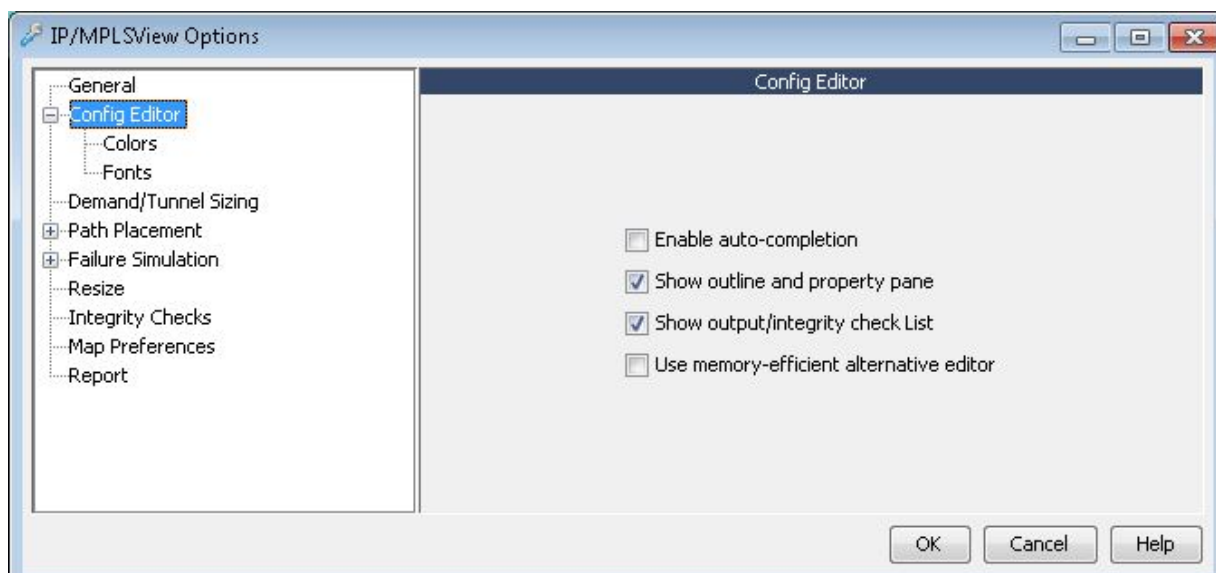 IP/MPLSView Options
General
Config Editor
Colors
Fonts
Demand/Tunnel Sizing
Path Placement
Failure Simulation
Resize
Integrity Checks
Map Preferences
Report
Config Editor
Enable auto-completion
Show outline and property pane
Show output/integrity check List
Use memory-efficient alternative editor
OK
Cancel
Help